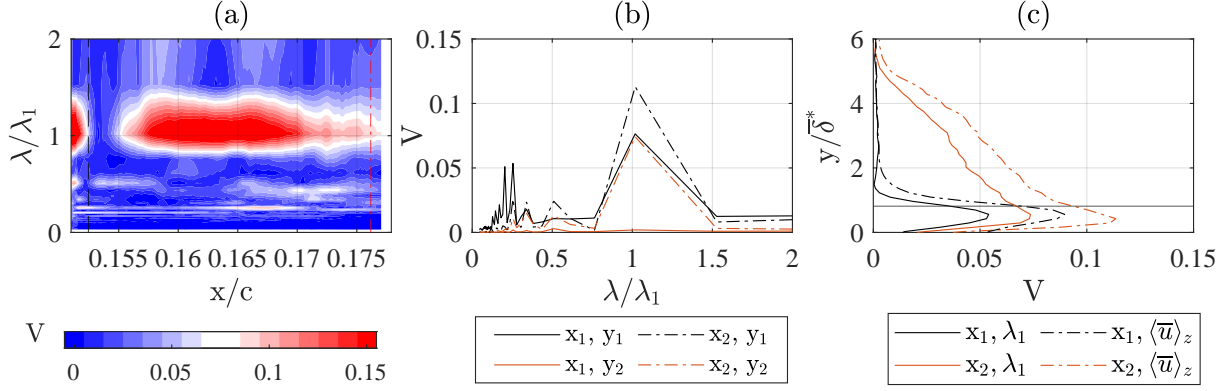 (a)
2
1
0
λ/λ₁
0.155 0.16 0.165 0.17 0.175
x/c
V
0 0.05 0.1 0.15
(b)
0.15
0.1
0.05
0
V
0 0.5 1 1.5 2
λ/λ₁
x₁, y₁ x₂, y₁
x₁, y₂ x₂, y₂
(c)
6
4
2
0
y/δ̅*
0 0.05 0.1 0.15
V
x₁, λ₁ x₁, ⟨u̅⟩z
x₂, λ₁ x₂, ⟨u̅⟩z